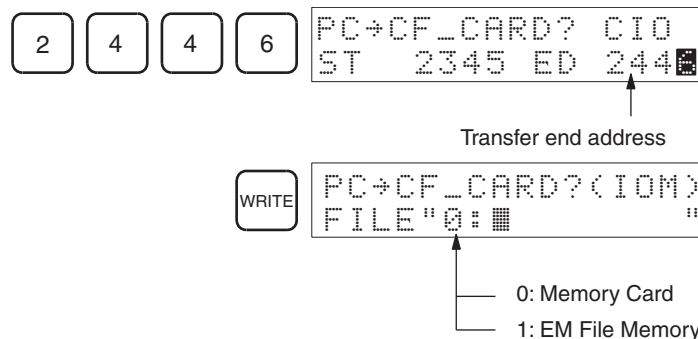 2 4 4 6
PC→CF_CARD? CIO
ST 2345 ED 2446
Transfer end address
WRITE
PC→CF_CARD?(IOM)
FILE"0:■ "
0: Memory Card
1: EM File Memory